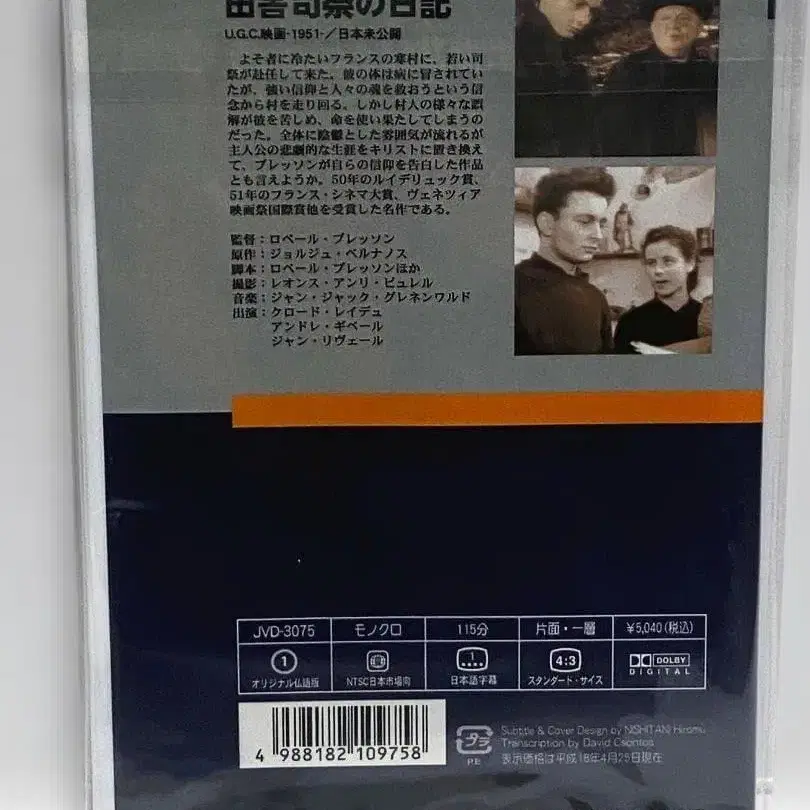 田舎司祭の日記
U.G.C.映画-1951-/日本未公開
よそ者に冷たいフランスの寒村に、若い司
祭が赴任して来た。彼の体は病に冒されてい
たが、強い信仰と人々の魂を救おうという信
念から村を走り回る。しかし村人の様々な誤
解が彼を苦しめ、命を使い果たしてしまうの
だった。全体に陰鬱とした雰囲気が流れるが
主人公の悲劇的な生涯をキリストに置き換え
て、ブレッソンが自らの信仰を告白した作品
とも言えようか。50年のルイデリュック賞、
51年のフランス・シネマ大賞、ヴェネツィア
映画祭国際賞他を受賞した名作である。
監督：ロベール・ブレッソン
原作：ジョルジュ・ベルナノス
脚本：ロベール・ブレッソンほか
撮影：レオンス・アンリ・ビュレル
音楽：ジャン・ジャック・グレネンワルド
出演：クロード・レイデュ
アンドレ・ギベール
ジャン・リヴェール
JVD-3075 モノクロ 115分 片面・一層 ¥5,040(税込)
1 4:3 DOLBY
オリジナル仏語版 NTSC日本市場向 日本語字幕 スタンダード・サイズ DIGITAL
4 988182 109758
プラ
PE
Subtitle & Cover Design by NISHITANI Hiromu
Transcription by David Csontos
表示価格は平成18年4月25日現在